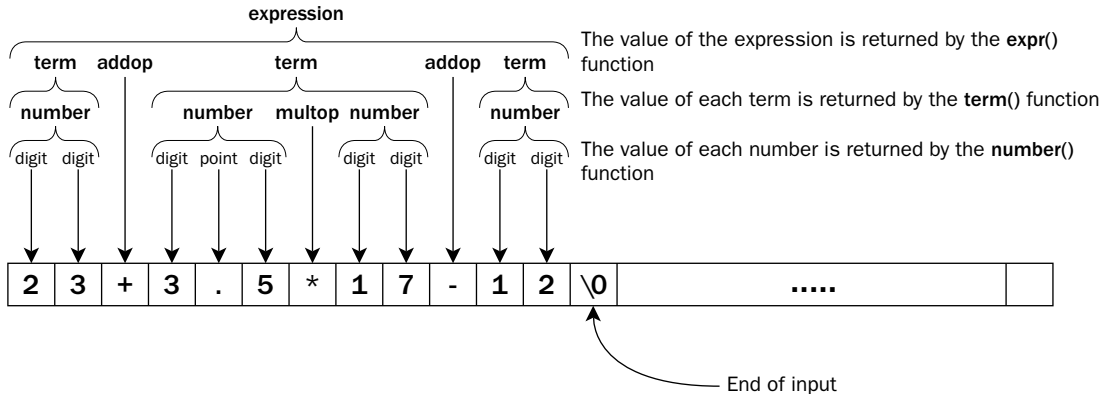 expression
The value of the expression is returned by the expr()
function
term addop term addop term
The value of each term is returned by the term() function
number number multop number number
The value of each number is returned by the number()
function
digit digit digit point digit digit digit digit digit
2 3 + 3 . 5 * 1 7 - 1 2 \0 .....
End of input